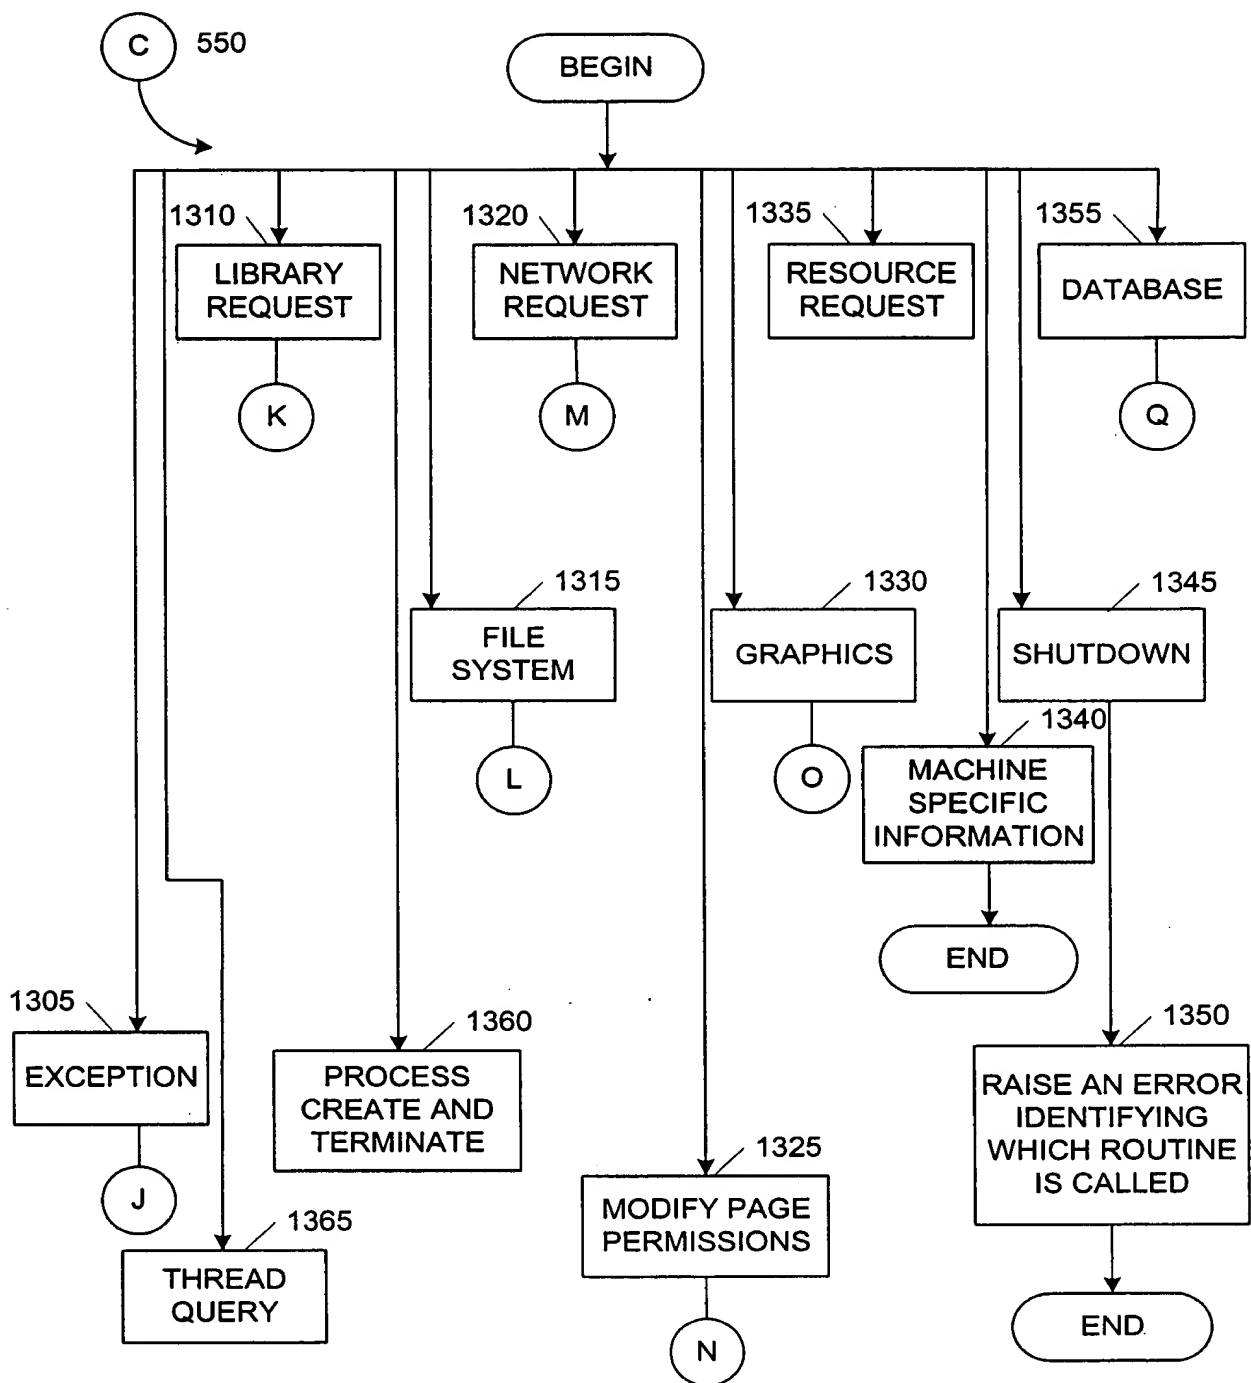 C 550
BEGIN
1310 1320 1335 1355
LIBRARY
REQUEST
NETWORK
REQUEST
RESOURCE
REQUEST
DATABASE
K
M
Q
1315 1330 1345
FILE
SYSTEM
GRAPHICS
SHUTDOWN
1340
L
O
MACHINE
SPECIFIC
INFORMATION
END
1305 1360 1350
EXCEPTION
PROCESS
CREATE AND
TERMINATE
RAISE AN ERROR
IDENTIFYING
WHICH ROUTINE
IS CALLED
1325
J
MODIFY PAGE
PERMISSIONS
1365
THREAD
QUERY
N
END